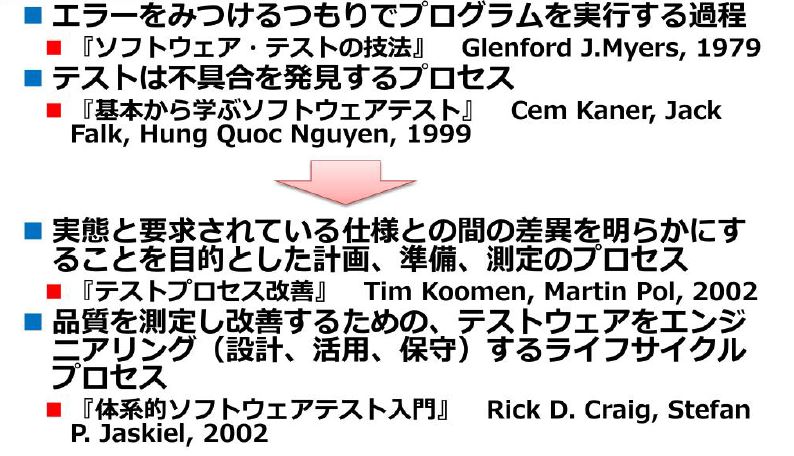 エラーをみつけるつもりでプログラムを実行する過程
『ソフトウェア・テストの技法』　Glenford J.Myers, 1979
テストは不具合を発見するプロセス
『基本から学ぶソフトウェアテスト』　Cem Kaner, Jack
Falk, Hung Quoc Nguyen, 1999
実態と要求されている仕様との間の差異を明らかにす
ることを目的とした計画、準備、測定のプロセス
『テストプロセス改善』　Tim Koomen, Martin Pol, 2002
品質を測定し改善するための、テストウェアをエンジ
ニアリング（設計、活用、保守）するライフサイクル
プロセス
『体系的ソフトウェアテスト入門』　Rick D. Craig, Stefan
P. Jaskiel, 2002